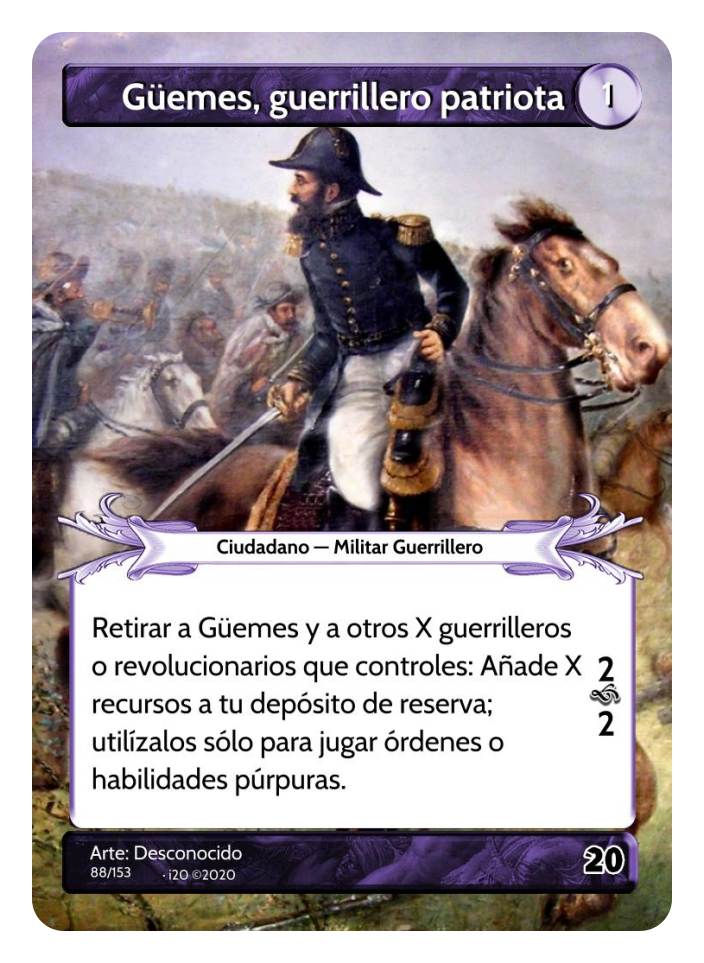 Güemes, guerrillero patriota 1
Ciudadano — Militar Guerrillero
Retirar a Güemes y a otros X guerrilleros
o revolucionarios que controles: Añade X
recursos a tu depósito de reserva;
utilízalos sólo para jugar órdenes o
habilidades púrpuras.
2
2
Arte: Desconocido
88/153 · i20 ©2020
20